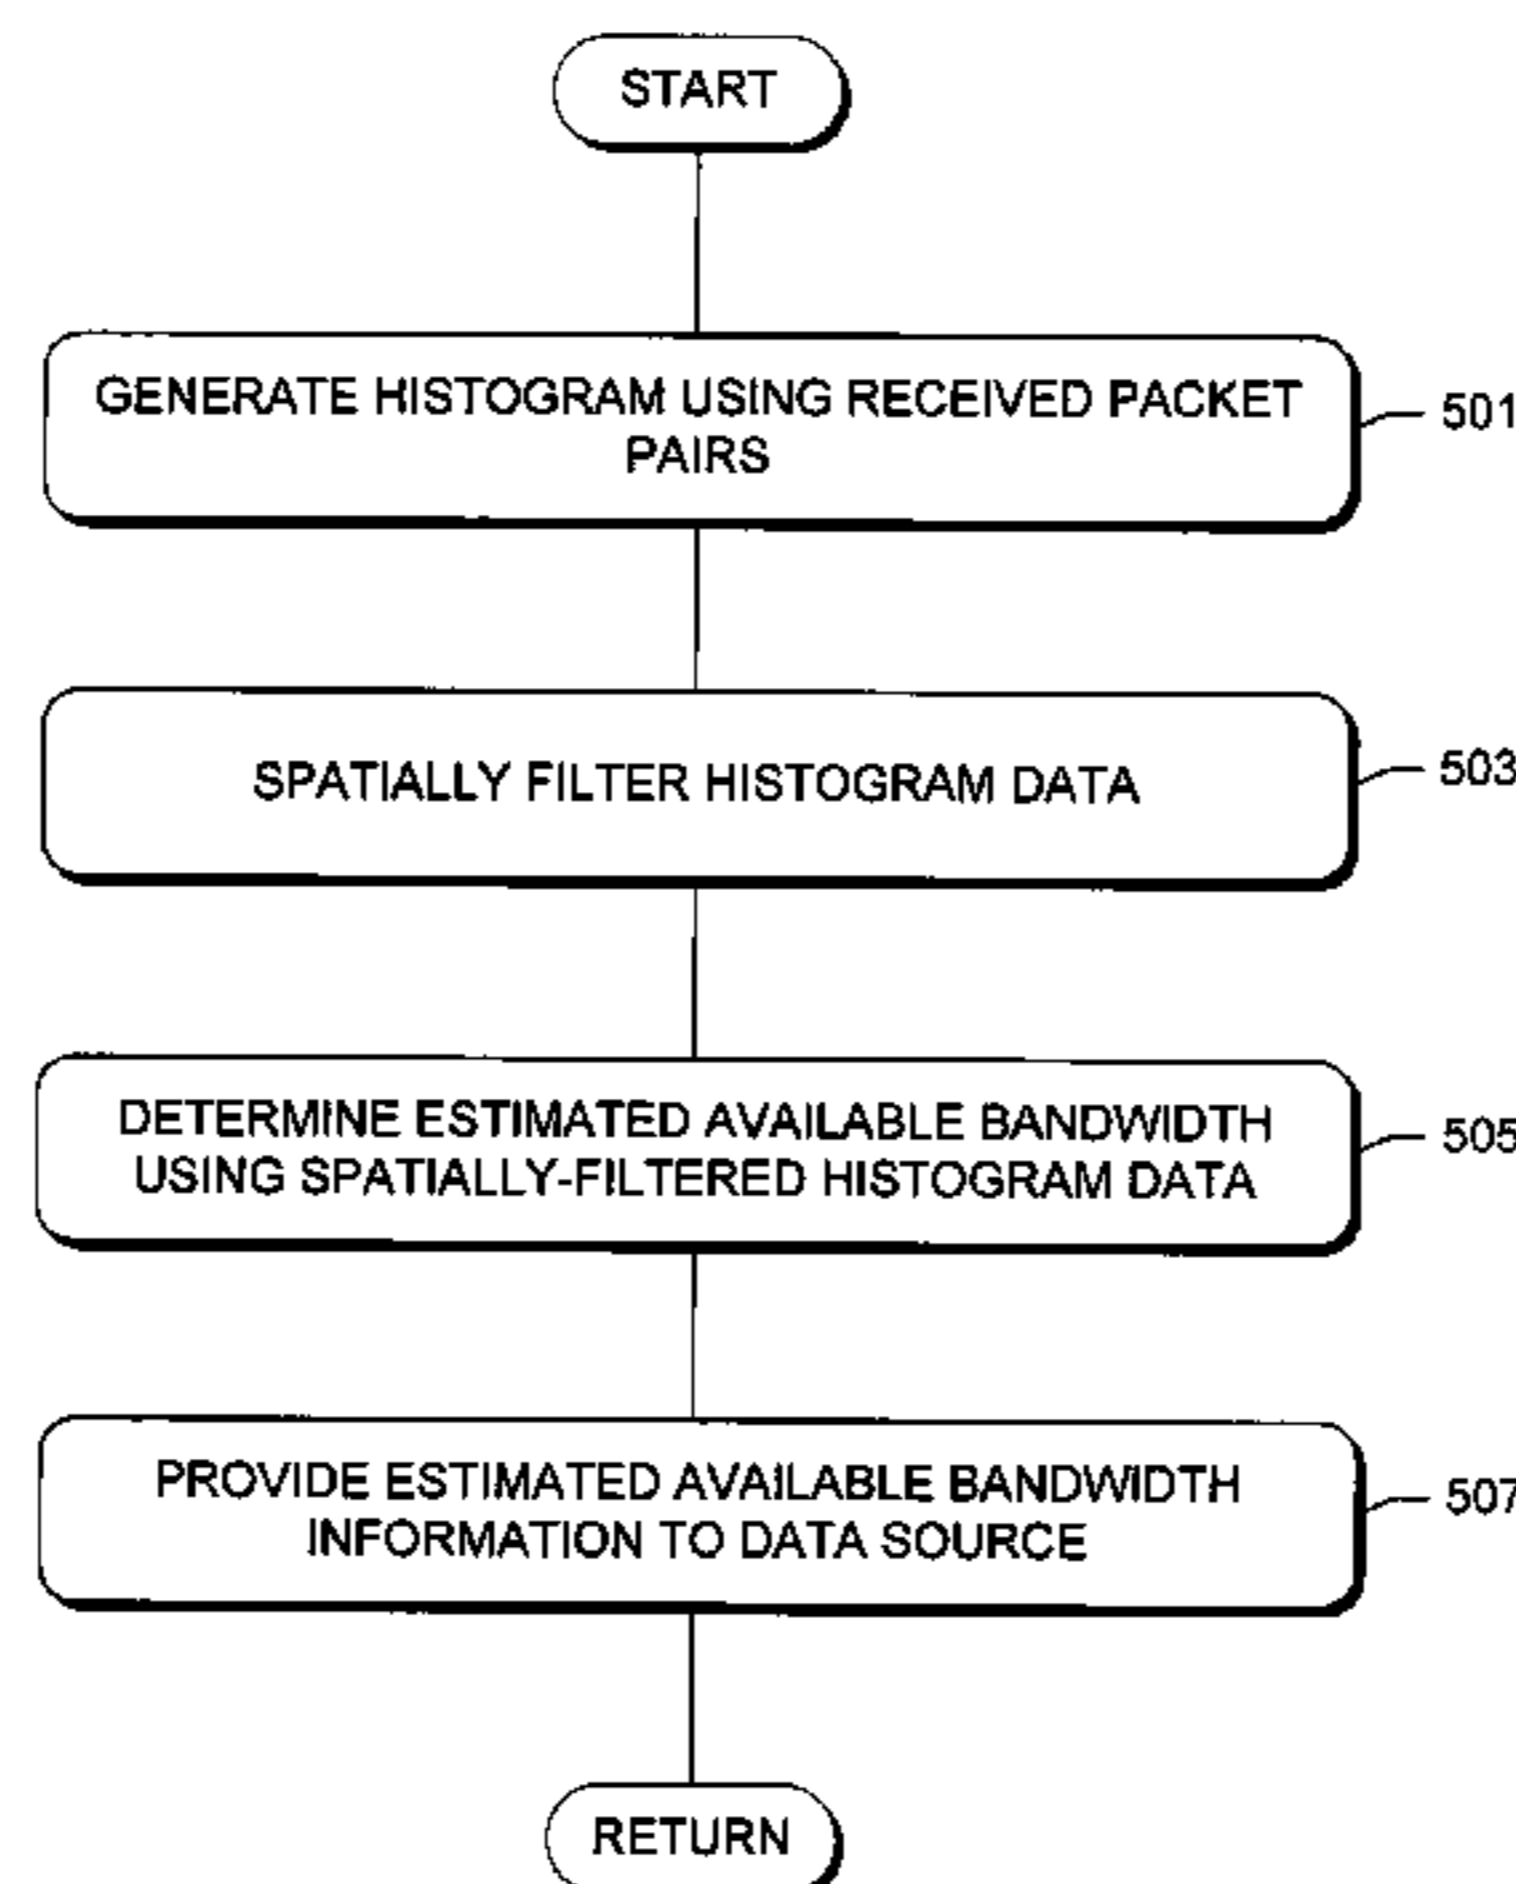 START
GENERATE HISTOGRAM USING RECEIVED PACKET
PAIRS
501
SPATIALLY FILTER HISTOGRAM DATA
503
DETERMINE ESTIMATED AVAILABLE BANDWIDTH
USING SPATIALLY-FILTERED HISTOGRAM DATA
505
PROVIDE ESTIMATED AVAILABLE BANDWIDTH
INFORMATION TO DATA SOURCE
507
RETURN